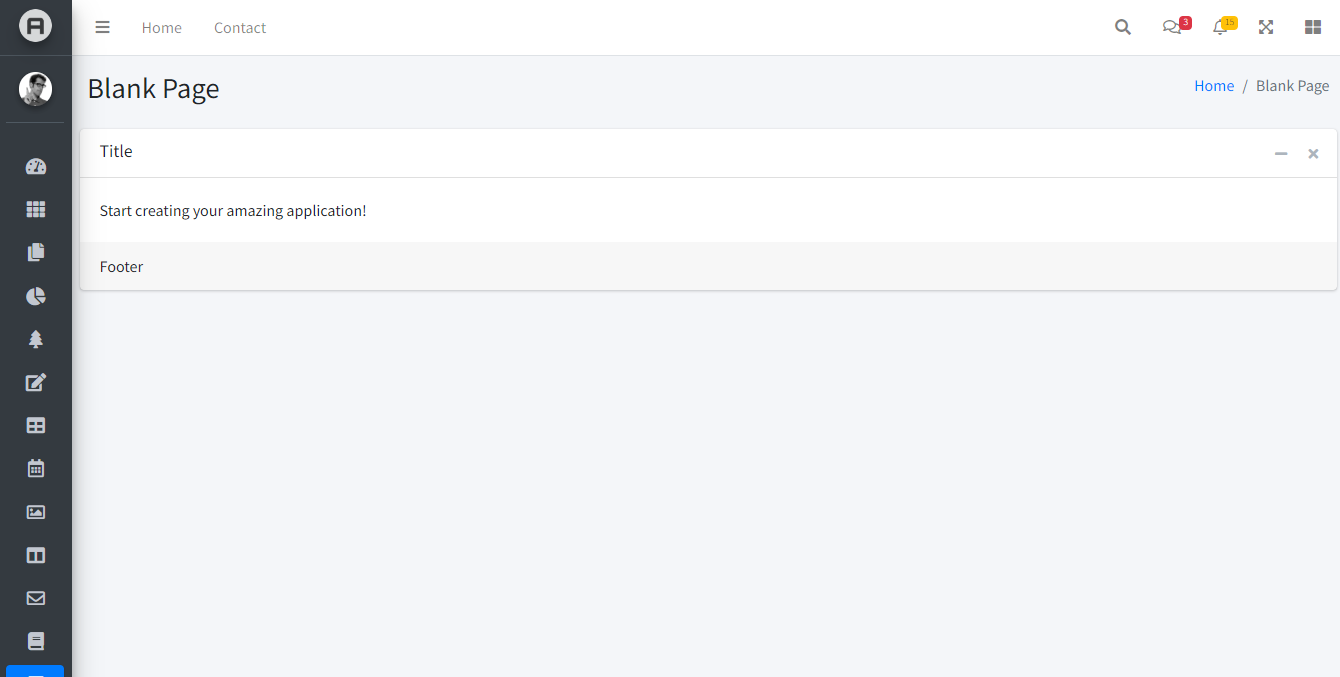 Home Contact 3 15
Blank Page
Home / Blank Page
Title
Start creating your amazing application!
Footer